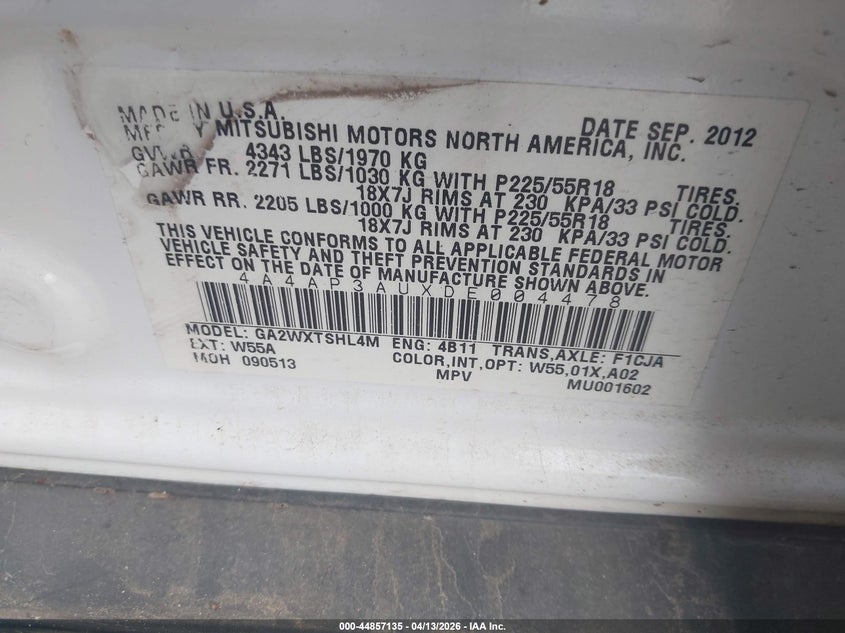 MADE IN U.S.A. DATE SEP. 2012
MITSUBISHI MOTORS NORTH AMERICA, INC.
GVWR 4343 LBS/1970 KG
GAWR FR. 2271 LBS/1030 KG WITH P225/55R18 TIRES.
18X7J RIMS AT 230 KPA/33 PSI COLD.
GAWR RR. 2205 LBS/1000 KG WITH P225/55R18 TIRES.
18X7J RIMS AT 230 KPA/33 PSI COLD.
THIS VEHICLE CONFORMS TO ALL APPLICABLE FEDERAL MOTOR
VEHICLE SAFETY AND THEFT PREVENTION STANDARDS IN
EFFECT ON THE DATE OF MANUFACTURE SHOWN ABOVE.
4A4AP3AUXDE004478
MODEL: GA2WXTSHL4M ENG: 4B11 TRANS,AXLE: F1CJA
EXT: W55A COLOR,INT,OPT: W55,01X,A02
MDH 090513 MPV MU001602
000-44857135 - 04/13/2026 - IAA Inc.